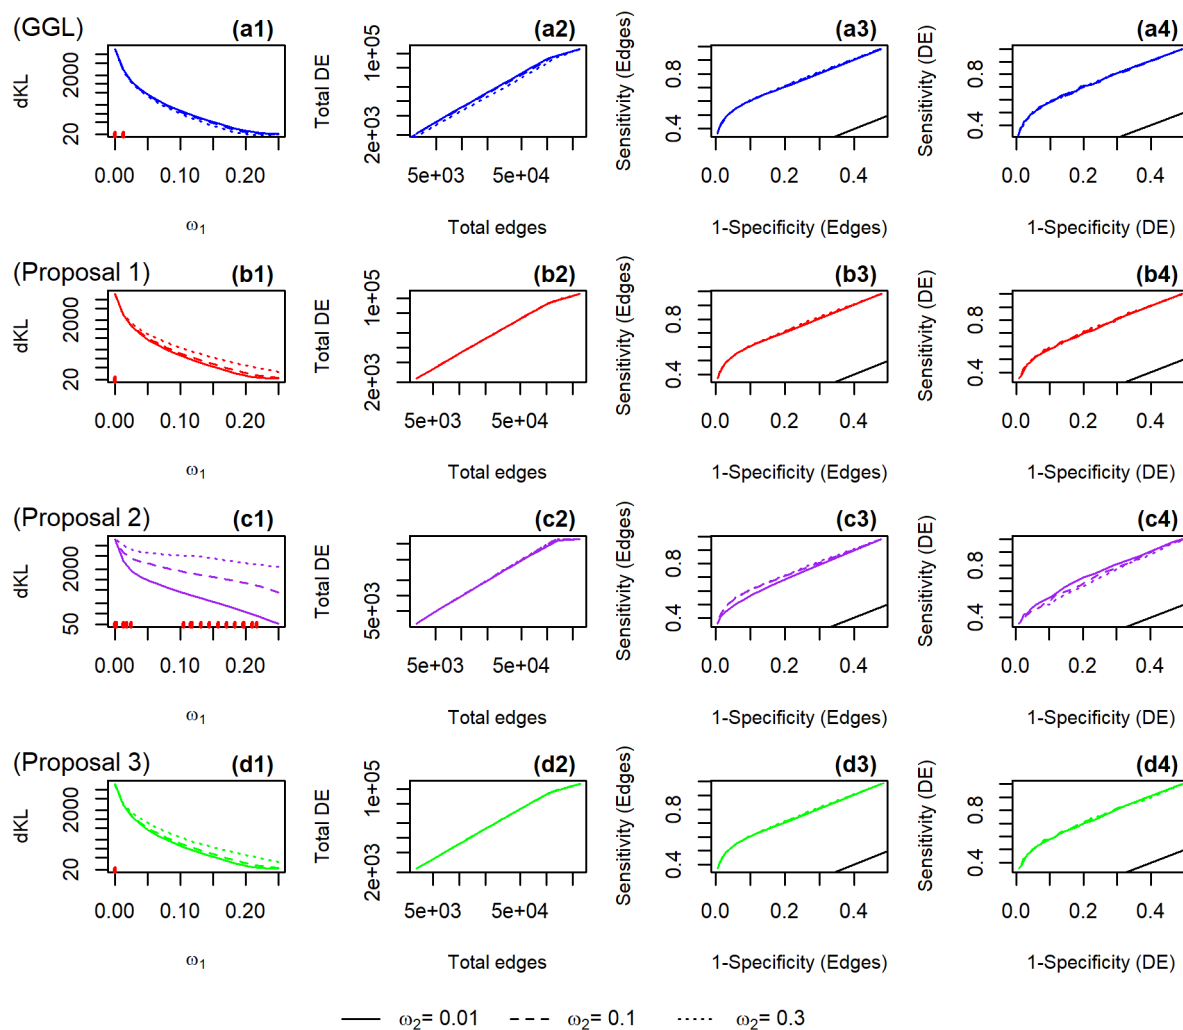 (GGL) (a1) (a2) (a3) (a4)
dKL
20 2000
0.00 0.10 0.20
ω1
Total DE
2e+03 1e+05
5e+03 5e+04
Total edges
Sensitivity (Edges)
0.4 0.8
0.0 0.2 0.4
1-Specificity (Edges)
Sensitivity (DE)
0.4 0.8
0.0 0.2 0.4
1-Specificity (DE)
(Proposal 1) (b1) (b2) (b3) (b4)
dKL
20 2000
0.00 0.10 0.20
ω1
Total DE
2e+03 1e+05
5e+03 5e+04
Total edges
Sensitivity (Edges)
0.4 0.8
0.0 0.2 0.4
1-Specificity (Edges)
Sensitivity (DE)
0.4 0.8
0.0 0.2 0.4
1-Specificity (DE)
(Proposal 2) (c1) (c2) (c3) (c4)
dKL
50 2000
0.00 0.10 0.20
ω1
Total DE
5e+03
5e+03 5e+04
Total edges
Sensitivity (Edges)
0.4 0.8
0.0 0.2 0.4
1-Specificity (Edges)
Sensitivity (DE)
0.4 0.8
0.0 0.2 0.4
1-Specificity (DE)
(Proposal 3) (d1) (d2) (d3) (d4)
dKL
20 2000
0.00 0.10 0.20
ω1
Total DE
2e+03 1e+05
5e+03 5e+04
Total edges
Sensitivity (Edges)
0.4 0.8
0.0 0.2 0.4
1-Specificity (Edges)
Sensitivity (DE)
0.4 0.8
0.0 0.2 0.4
1-Specificity (DE)
ω2= 0.01 ω2= 0.1 ω2= 0.3